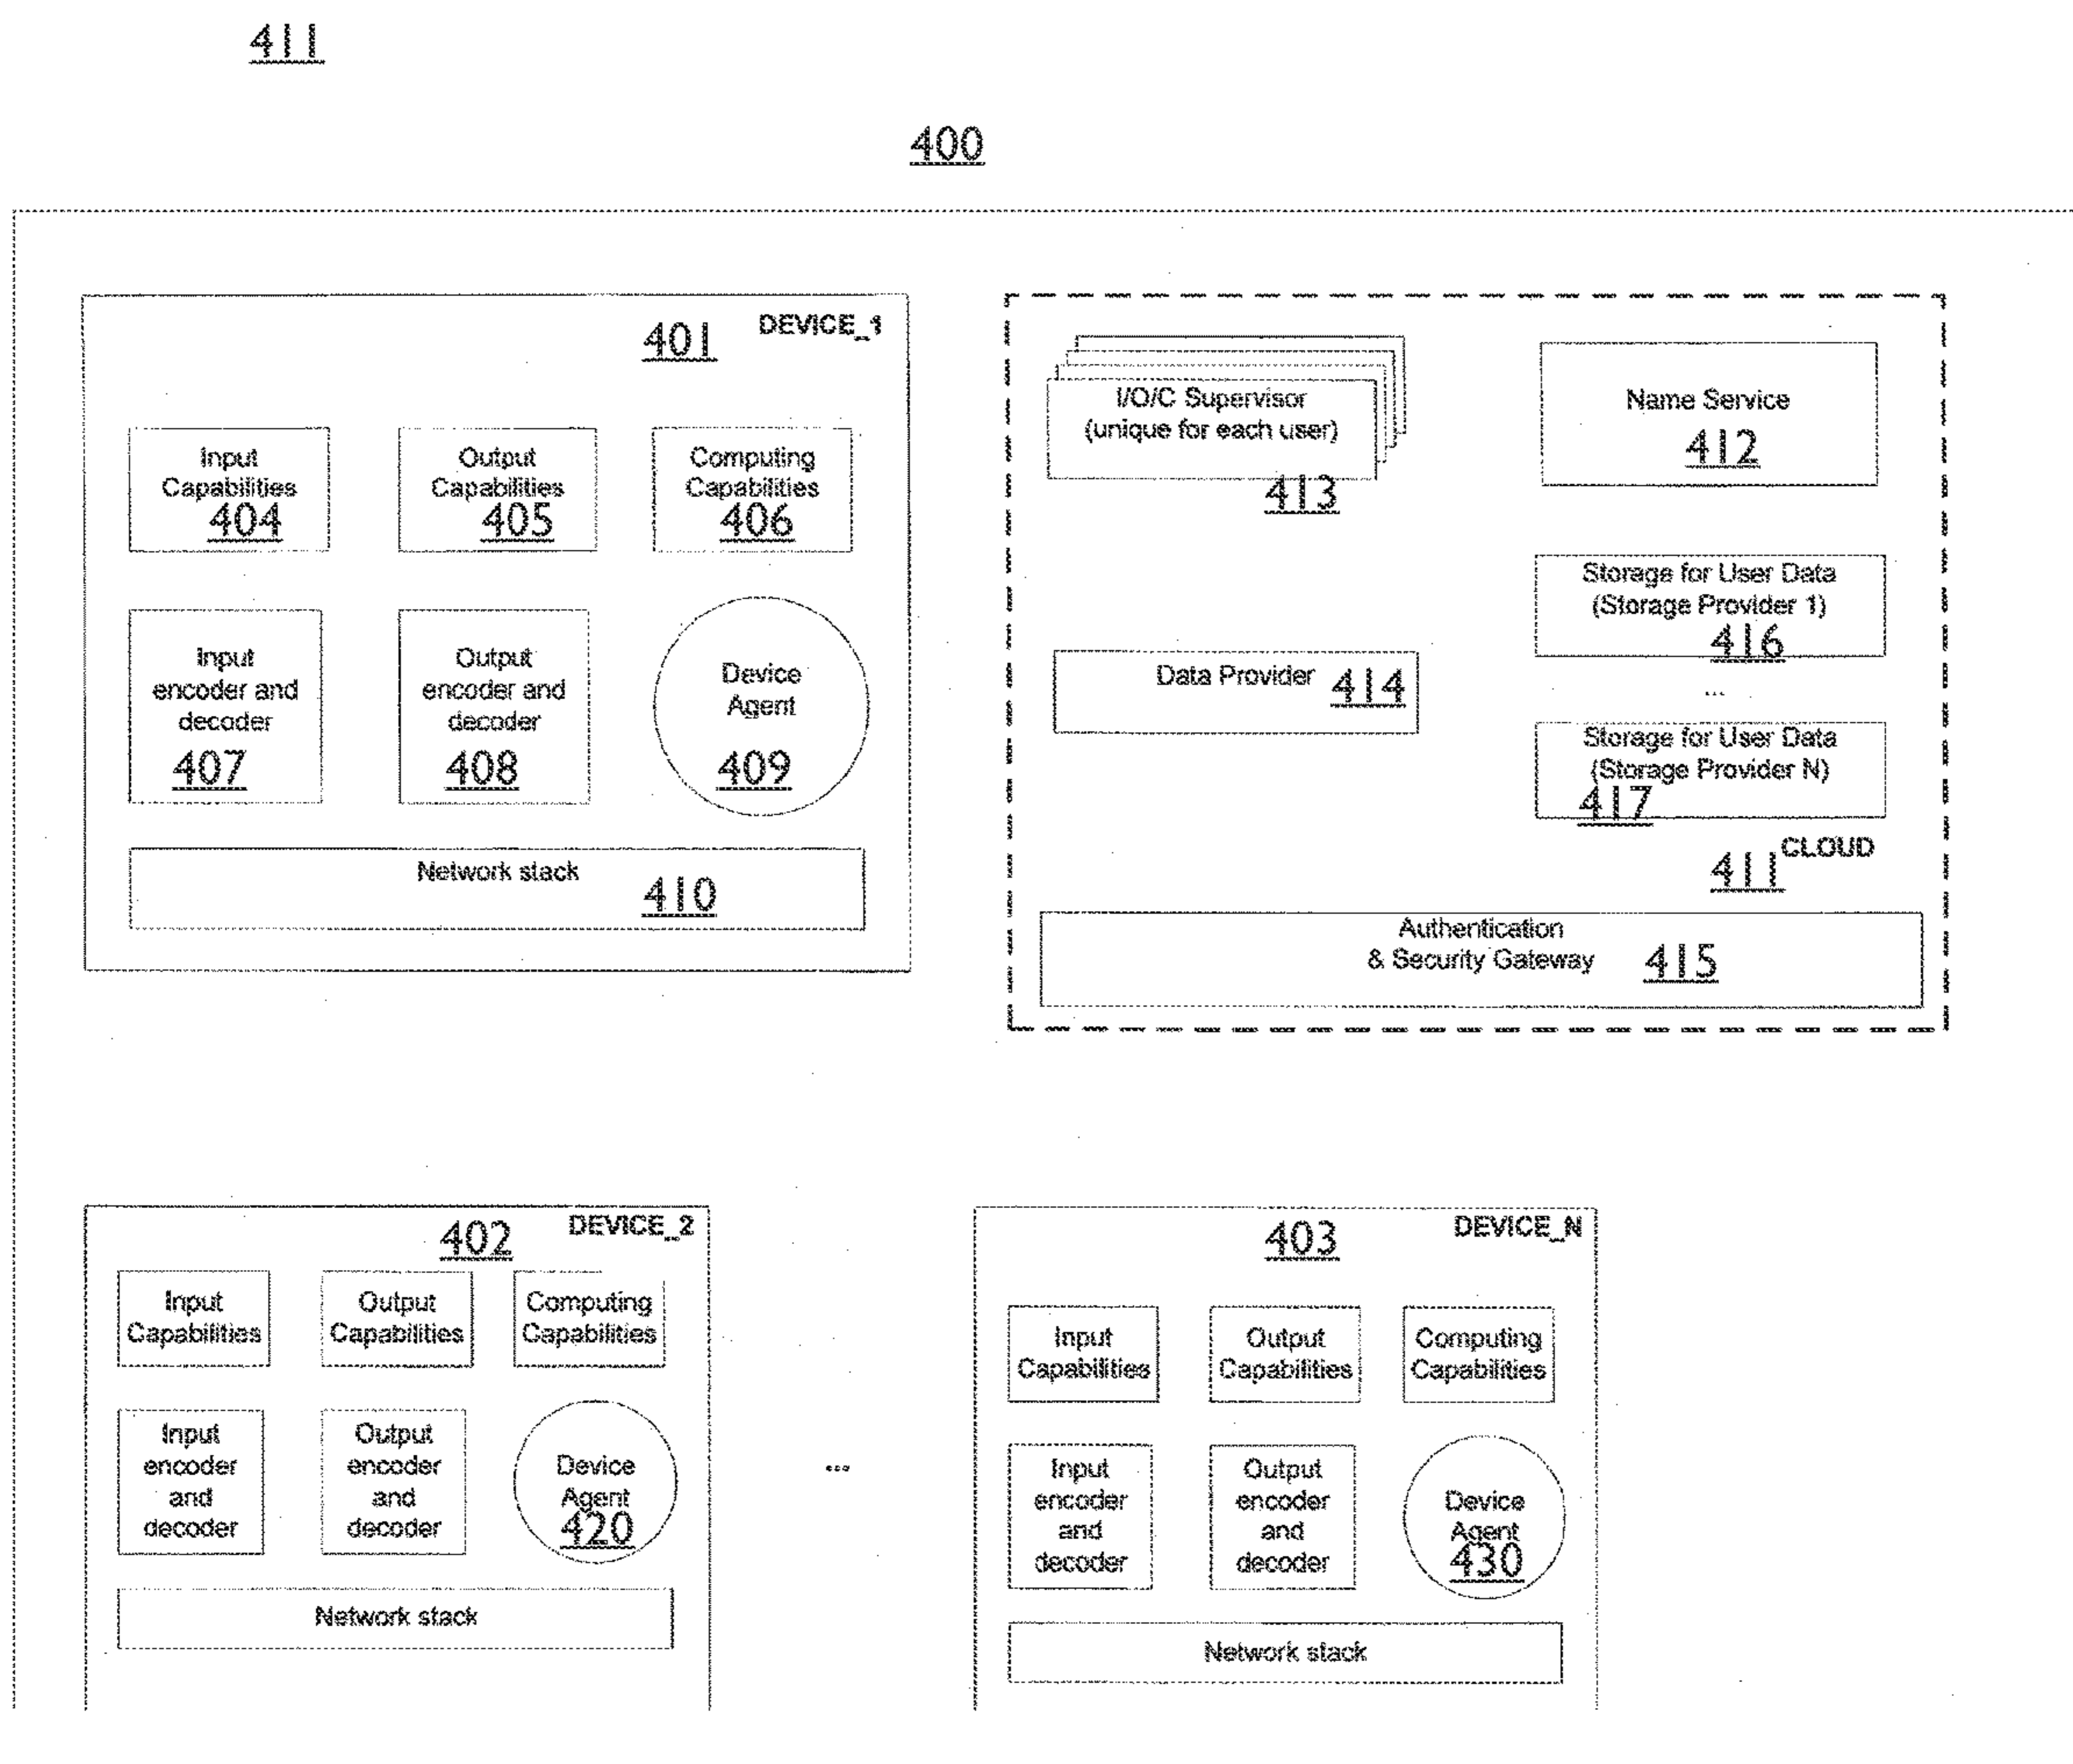 411
400
DEVICE_1
401
Input
Capabilities
404
Output
Capabilities
405
Computing
Capabilities
406
Input
encoder and
decoder
407
Output
encoder and
decoder
408
Device
Agent
409
Network stack
410
I/O/C Supervisor
(unique for each user)
413
Name Service
412
Storage for User Data
(Storage Provider 1)
416
...
Data Provider 414
Storage for User Data
(Storage Provider N)
417
CLOUD
411
Authentication
& Security Gateway 415
402 DEVICE_2
Input
Capabilities
Output
Capabilities
Computing
Capabilities
Input
encoder
and
decoder
Output
encoder
and
decoder
Device
Agent
420
Network stack
...
403 DEVICE_N
Input
Capabilities
Output
Capabilities
Computing
Capabilities
Input
encoder
and
decoder
Output
encoder
and
decoder
Device
Agent
430
Network stack